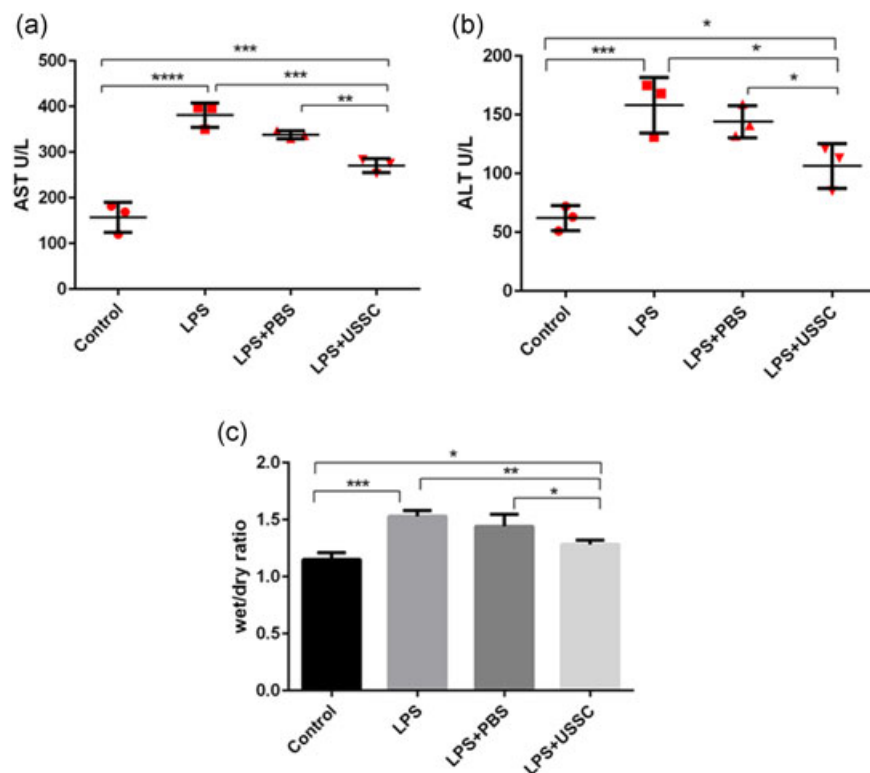 (a)
AST U/L
500
400
300
200
100
0
***
****
***
**
Control
LPS
LPS+PBS
LPS+USSC
(b)
ALT U/L
200
150
100
50
0
*
***
*
*
Control
LPS
LPS+PBS
LPS+USSC
(c)
wet/dry ratio
2.0
1.5
1.0
0.5
0.0
*
***
**
*
Control
LPS
LPS+PBS
LPS+USSC